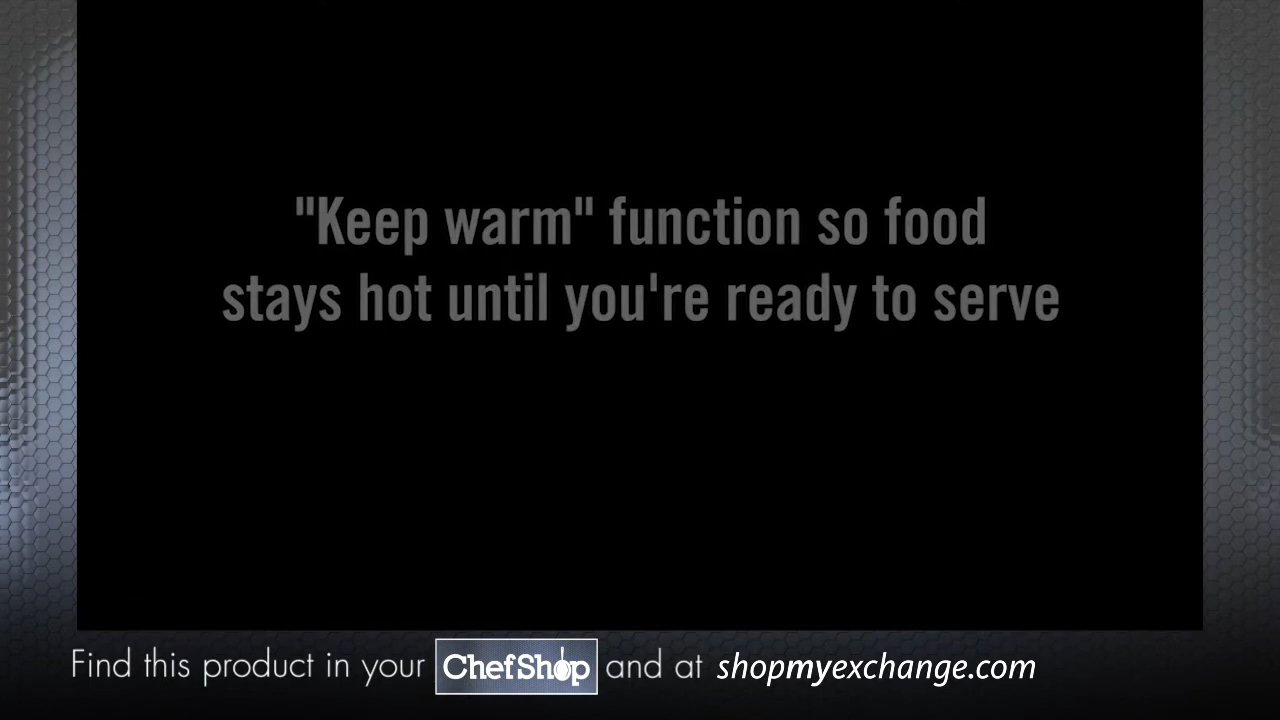 "Keep warm" function so food
stays hot until you're ready to serve
Find this product in your ChefShop and at shopmyexchange.com